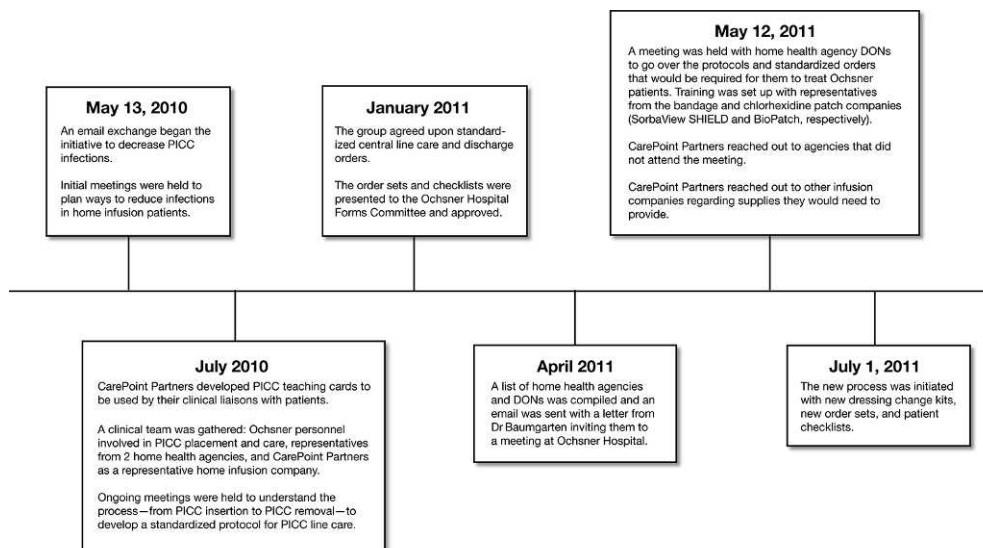 May 13, 2010
An email exchange began the
initiative to decrease PICC
infections.
Initial meetings were held to
plan ways to reduce infections
in home infusion patients.
July 2010
CarePoint Partners developed PICC teaching cards to
be used by their clinical liaisons with patients.
A clinical team was gathered: Ochsner personnel
involved in PICC placement and care, representatives
from 2 home health agencies, and CarePoint Partners
as a representative home infusion company.
Ongoing meetings were held to understand the
process—from PICC insertion to PICC removal—to
develop a standardized protocol for PICC line care.
January 2011
The group agreed upon standard-
ized central line care and discharge
orders.
The order sets and checklists were
presented to the Ochsner Hospital
Forms Committee and approved.
April 2011
A list of home health agencies
and DONs was compiled and an
email was sent with a letter from
Dr Baumgarten inviting them to
a meeting at Ochsner Hospital.
May 12, 2011
A meeting was held with home health agency DONs
to go over the protocols and standardized orders
that would be required for them to treat Ochsner
patients. Training was set up with representatives
from the bandage and chlorhexidine patch companies
(SorbaView SHIELD and BioPatch, respectively).
CarePoint Partners reached out to agencies that did
not attend the meeting.
CarePoint Partners reached out to other infusion
companies regarding supplies they would need to
provide.
July 1, 2011
The new process was initiated
with new dressing change kits,
new order sets, and patient
checklists.